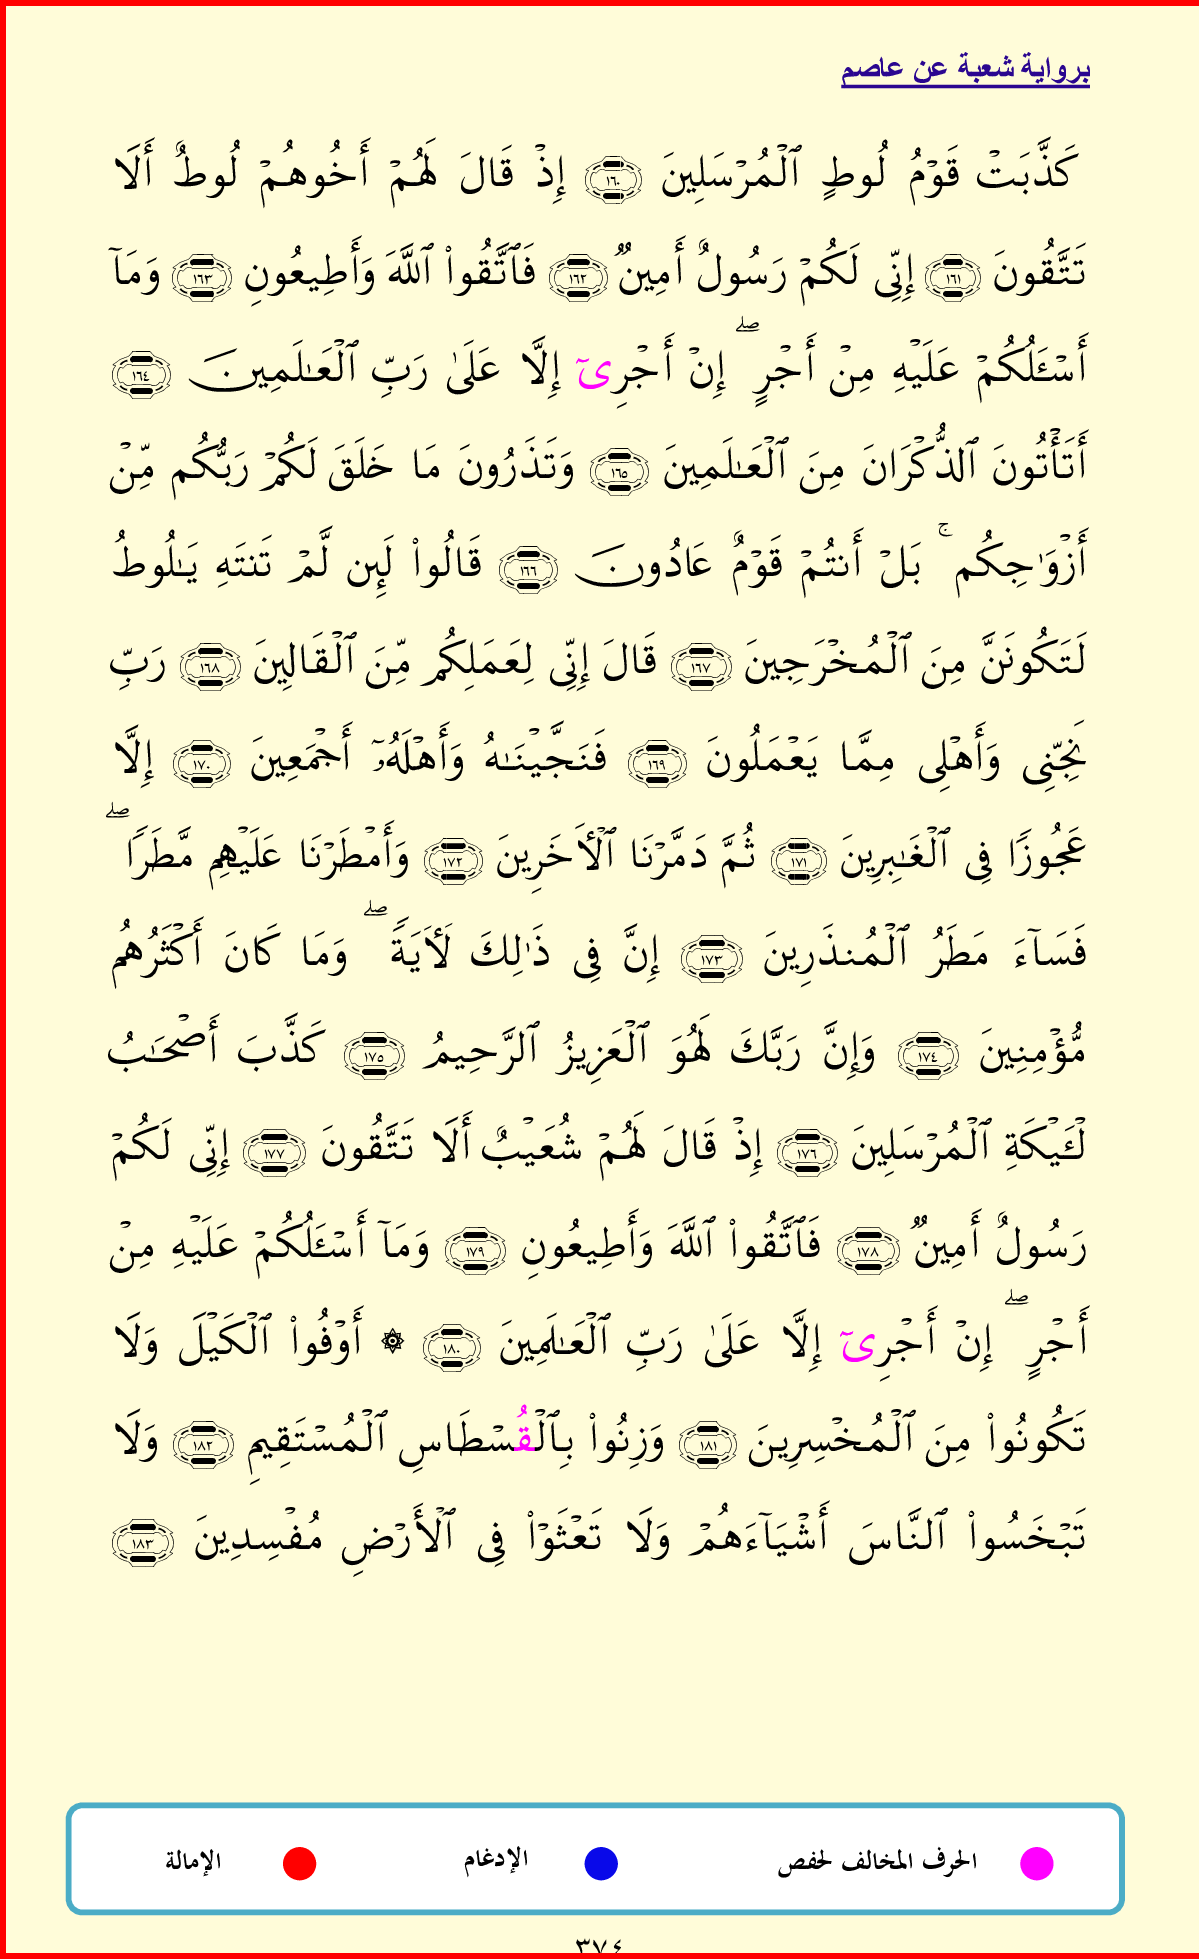 برواية شعبة عن عاصم
كَذَّبَتْ قَوْمُ لُوطٍ ٱلْمُرْسَلِينَ ١٦٠ إِذْ قَالَ لَهُمْ أَخُوهُمْ لُوطٌ أَلَا
تَتَّقُونَ ١٦١ إِنِّى لَكُمْ رَسُولٌ أَمِينٌ ١٦٢ فَٱتَّقُوا۟ ٱللَّهَ وَأَطِيعُونِ ١٦٣ وَمَآ
أَسْـَٔلُكُمْ عَلَيْهِ مِنْ أَجْرٍ ۖ إِنْ أَجْرِىٓ إِلَّا عَلَىٰ رَبِّ ٱلْعَـٰلَمِينَ ١٦٤
أَتَأْتُونَ ٱلذُّكْرَانَ مِنَ ٱلْعَـٰلَمِينَ ١٦٥ وَتَذَرُونَ مَا خَلَقَ لَكُمْ رَبُّكُم مِّنْ
أَزْوَٰجِكُم ۚ بَلْ أَنتُمْ قَوْمٌ عَادُونَ ١٦٦ قَالُوا۟ لَئِن لَّمْ تَنتَهِ يَـٰلُوطُ
لَتَكُونَنَّ مِنَ ٱلْمُخْرَجِينَ ١٦٧ قَالَ إِنِّى لِعَمَلِكُم مِّنَ ٱلْقَالِينَ ١٦٨ رَبِّ
نَجِّنِى وَأَهْلِى مِمَّا يَعْمَلُونَ ١٦٩ فَنَجَّيْنَـٰهُ وَأَهْلَهُۥٓ أَجْمَعِينَ ١٧٠ إِلَّا
عَجُوزًا فِى ٱلْغَـٰبِرِينَ ١٧١ ثُمَّ دَمَّرْنَا ٱلْـَٔاخَرِينَ ١٧٢ وَأَمْطَرْنَا عَلَيْهِم مَّطَرًا ۖ
فَسَآءَ مَطَرُ ٱلْمُنذَرِينَ ١٧٣ إِنَّ فِى ذَٰلِكَ لَـَٔايَةً ۖ وَمَا كَانَ أَكْثَرُهُم
مُّؤْمِنِينَ ١٧٤ وَإِنَّ رَبَّكَ لَهُوَ ٱلْعَزِيزُ ٱلرَّحِيمُ ١٧٥ كَذَّبَ أَصْحَـٰبُ
لْـَٔيْكَةِ ٱلْمُرْسَلِينَ ١٧٦ إِذْ قَالَ لَهُمْ شُعَيْبٌ أَلَا تَتَّقُونَ ١٧٧ إِنِّى لَكُمْ
رَسُولٌ أَمِينٌ ١٧٨ فَٱتَّقُوا۟ ٱللَّهَ وَأَطِيعُونِ ١٧٩ وَمَآ أَسْـَٔلُكُمْ عَلَيْهِ مِنْ
أَجْرٍ ۖ إِنْ أَجْرِىٓ إِلَّا عَلَىٰ رَبِّ ٱلْعَـٰلَمِينَ ١٨٠ ۞ أَوْفُوا۟ ٱلْكَيْلَ وَلَا
تَكُونُوا۟ مِنَ ٱلْمُخْسِرِينَ ١٨١ وَزِنُوا۟ بِٱلْقُسْطَاسِ ٱلْمُسْتَقِيمِ ١٨٢ وَلَا
تَبْخَسُوا۟ ٱلنَّاسَ أَشْيَآءَهُمْ وَلَا تَعْثَوْا۟ فِى ٱلْأَرْضِ مُفْسِدِينَ ١٨٣
الحرف المخالف لحفص الإدغام الإمالة
٣٧٤